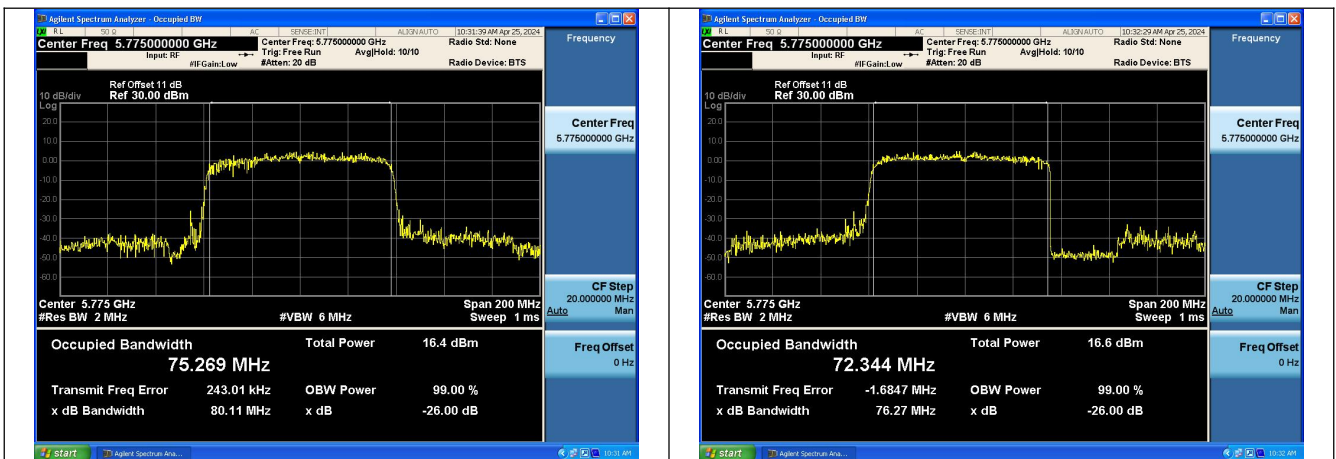 Agilent Spectrum Analyzer - Occupied BW
RL 50 Ω AC SENSE:INT ALIGN AUTO 10:31:39 AM Apr 25, 2024
Center Freq 5.775000000 GHz
Center Freq: 5.775000000 GHz Radio Std: None
Input: RF Trig: Free Run Avg|Hold: 10/10
#IFGain:Low #Atten: 20 dB Radio Device: BTS
Frequency
Ref Offset 11 dB
10 dB/div Ref 30.00 dBm
Log
20.0
10.0
0.00
-10.0
-20.0
-30.0
-40.0
-50.0
-60.0
Center Freq
5.775000000 GHz
Center 5.775 GHz Span 200 MHz
#Res BW 2 MHz #VBW 6 MHz Sweep 1 ms
CF Step
20.000000 MHz
Auto Man
Occupied Bandwidth Total Power 16.4 dBm
75.269 MHz
Transmit Freq Error 243.01 kHz OBW Power 99.00 %
x dB Bandwidth 80.11 MHz x dB -26.00 dB
Freq Offset
0 Hz
start Agilent Spectrum Ana... 10:31 AM
Agilent Spectrum Analyzer - Occupied BW
RL 50 Ω AC SENSE:INT ALIGN AUTO 10:32:29 AM Apr 25, 2024
Center Freq 5.775000000 GHz
Center Freq: 5.775000000 GHz Radio Std: None
Input: RF Trig: Free Run Avg|Hold: 10/10
#IFGain:Low #Atten: 20 dB Radio Device: BTS
Frequency
Ref Offset 11 dB
10 dB/div Ref 30.00 dBm
Log
20.0
10.0
0.00
-10.0
-20.0
-30.0
-40.0
-50.0
-60.0
Center Freq
5.775000000 GHz
Center 5.775 GHz Span 200 MHz
#Res BW 2 MHz #VBW 6 MHz Sweep 1 ms
CF Step
20.000000 MHz
Auto Man
Occupied Bandwidth Total Power 16.6 dBm
72.344 MHz
Transmit Freq Error -1.6847 MHz OBW Power 99.00 %
x dB Bandwidth 76.27 MHz x dB -26.00 dB
Freq Offset
0 Hz
start Agilent Spectrum Ana... 10:32 AM